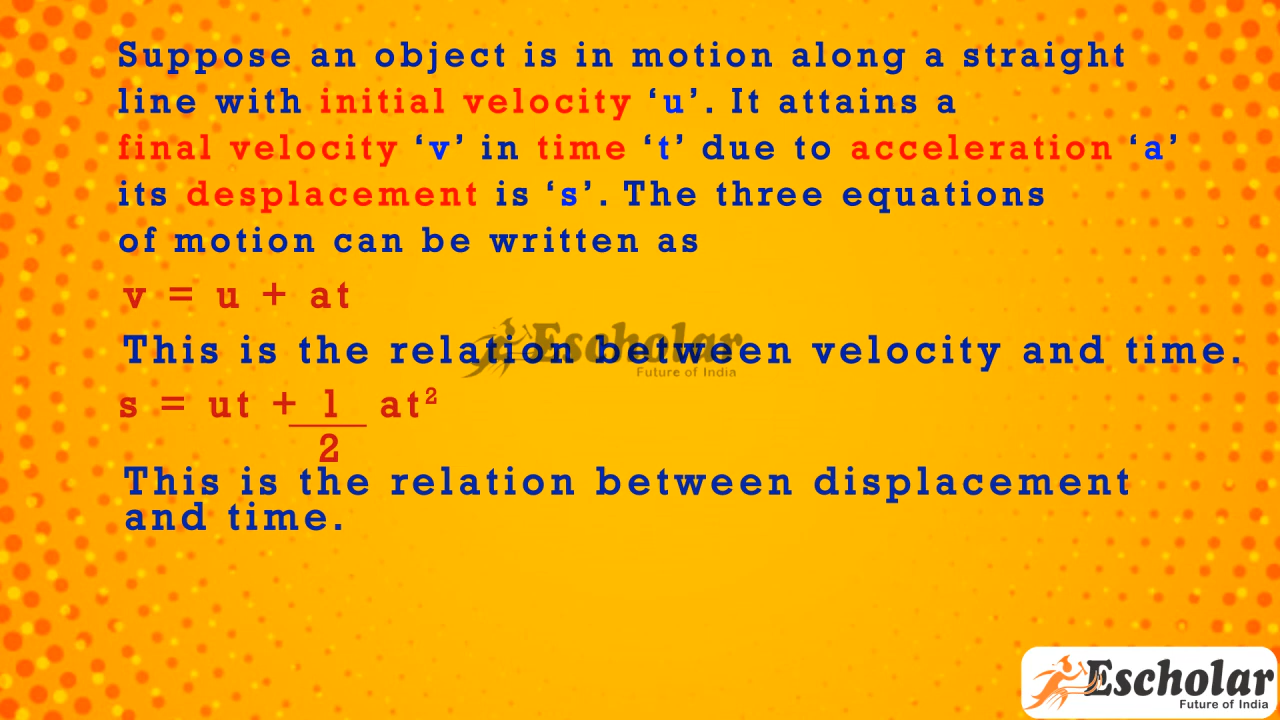 Suppose an object is in motion along a straight
line with initial velocity ‘u’. It attains a
final velocity ‘v’ in time ‘t’ due to acceleration ‘a’
its desplacement is ‘s’. The three equations
of motion can be written as
v = u + at
Escholar
Future of India
This is the relation between velocity and time.
s = ut + 1/2 at²
This is the relation between displacement
and time.
Escholar
Future of India